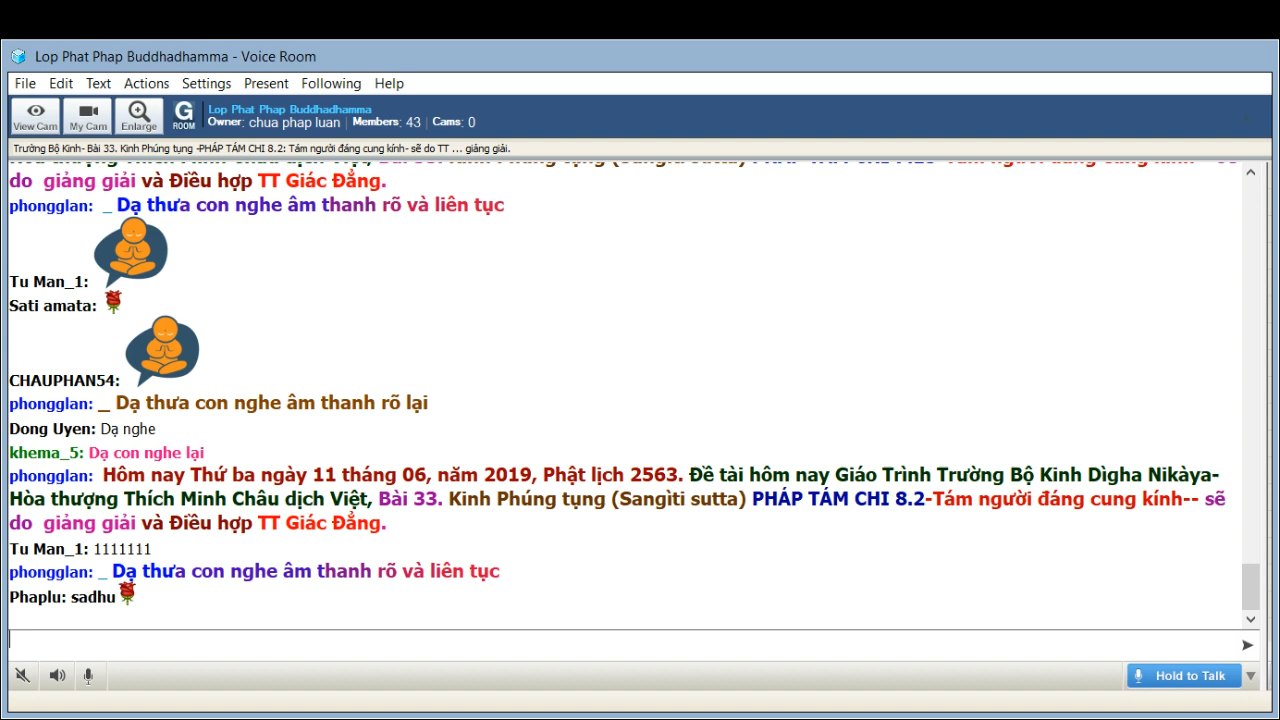 Lop Phat Phap Buddhadhamma - Voice Room
File Edit Text Actions Settings Present Following Help
View Cam My Cam Enlarge G ROOM
Lop Phat Phap Buddhadhamma
Owner: chua phap luan | Members: 43 | Cams: 0
Trường Bộ Kinh- Bài 33. Kinh Phúng tụng -PHÁP TÁM CHI 8.2: Tám người đáng cung kính- sẽ do TT ... giảng giải.
do giảng giải và Điều hợp TT Giác Đẳng.
phongglan: _ Dạ thưa con nghe âm thanh rõ và liên tục
Tu Man_1:
Sati amata:
CHAUPHAN54:
phongglan: _ Dạ thưa con nghe âm thanh rõ lại
Dong Uyen: Dạ nghe
khema_5: Dạ con nghe lại
phongglan: Hôm nay Thứ ba ngày 11 tháng 06, năm 2019, Phật lịch 2563. Đề tài hôm nay Giáo Trình Trường Bộ Kinh Dìgha Nikàya-
Hòa thượng Thích Minh Châu dịch Việt, Bài 33. Kinh Phúng tụng (Sangìti sutta) PHÁP TÁM CHI 8.2-Tám người đáng cung kính-- sẽ
do giảng giải và Điều hợp TT Giác Đẳng.
Tu Man_1: 1111111
phongglan: _ Dạ thưa con nghe âm thanh rõ và liên tục
Phaplu: sadhu
Hold to Talk